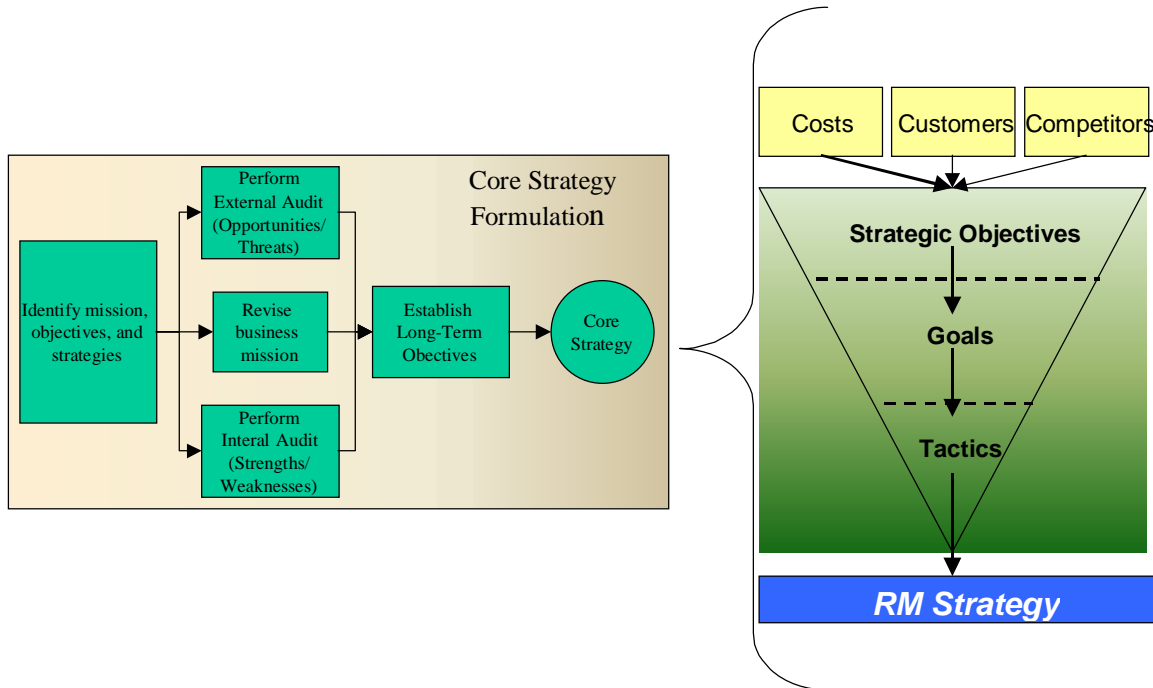 Core Strategy
Formulation
Identify mission,
objectives, and
strategies
Perform
External Audit
(Opportunities/
Threats)
Revise
business
mission
Perform
Interal Audit
(Strengths/
Weaknesses)
Establish
Long-Term
Obectives
Core
Strategy
Costs
Customers
Competitors
Strategic Objectives
Goals
Tactics
RM Strategy